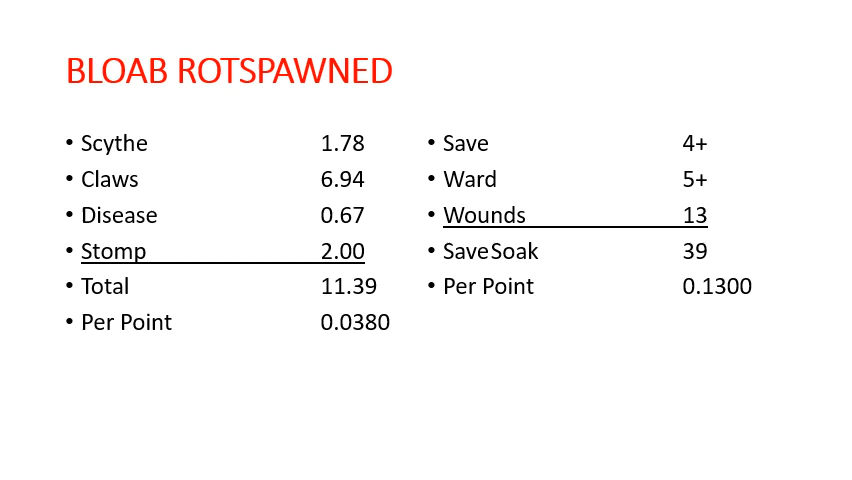 BLOAB ROTSPAWNED
• Scythe 1.78
• Claws 6.94
• Disease 0.67
• Stomp 2.00
• Total 11.39
• Per Point 0.0380
• Save 4+
• Ward 5+
• Wounds 13
• SaveSoak 39
• Per Point 0.1300